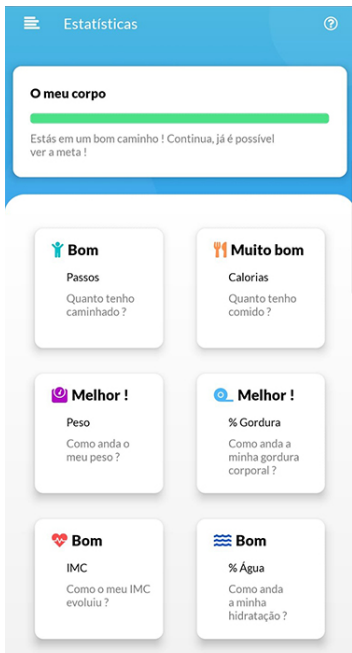 Estatísticas
O meu corpo
Estás em um bom caminho ! Continua, já é possível
ver a meta !
Bom
Passos
Quanto tenho
caminhado ?
Muito bom
Calorias
Quanto tenho
comido ?
Melhor !
Peso
Como anda o
meu peso ?
Melhor !
% Gordura
Como anda a
minha gordura
corporal ?
Bom
IMC
Como o meu IMC
evoluiu ?
Bom
% Água
Como anda
a minha
hidratação ?